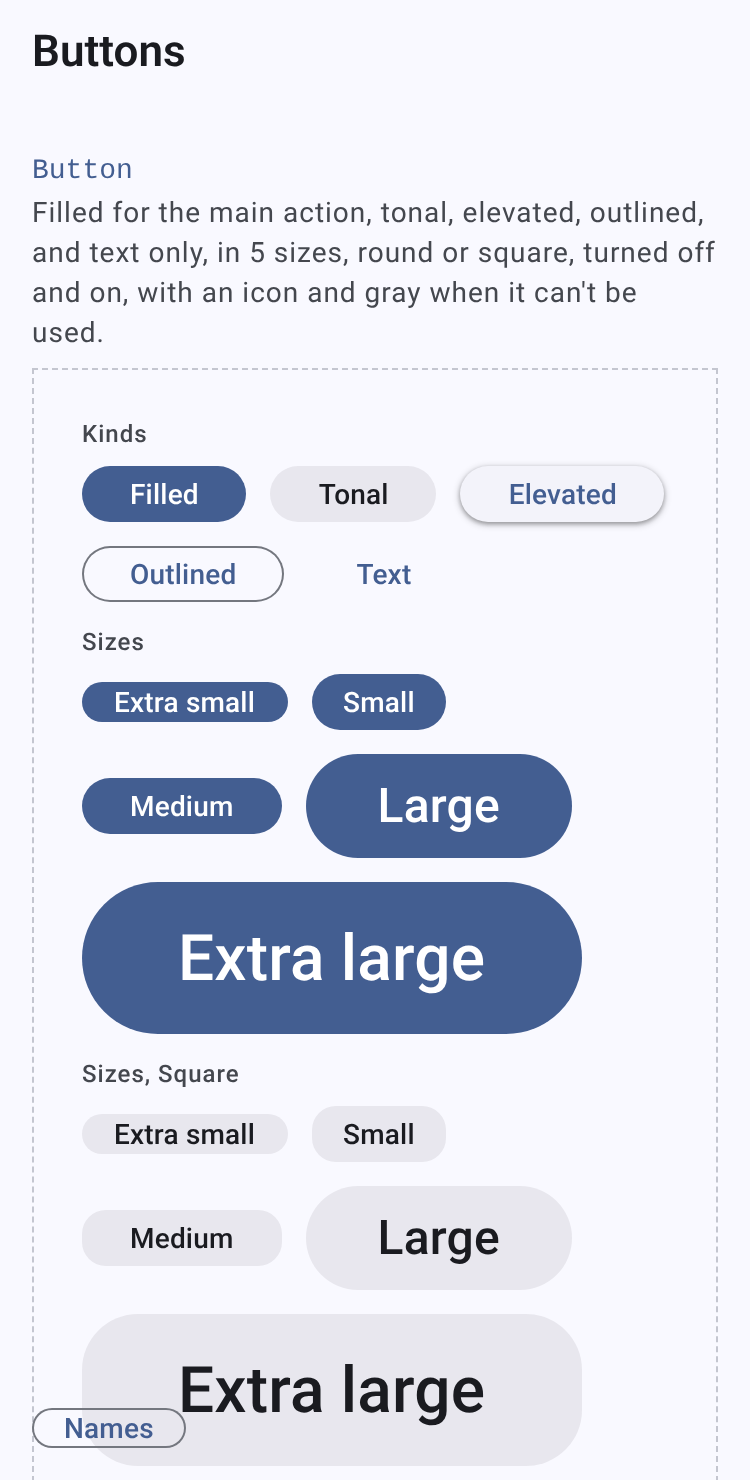 Buttons
Button
Filled for the main action, tonal, elevated, outlined,
and text only, in 5 sizes, round or square, turned off
and on, with an icon and gray when it can't be
used.
Kinds
Filled Tonal Elevated
Outlined Text
Sizes
Extra small Small
Medium Large
Extra large
Sizes, Square
Extra small Small
Medium Large
Extra large
Names